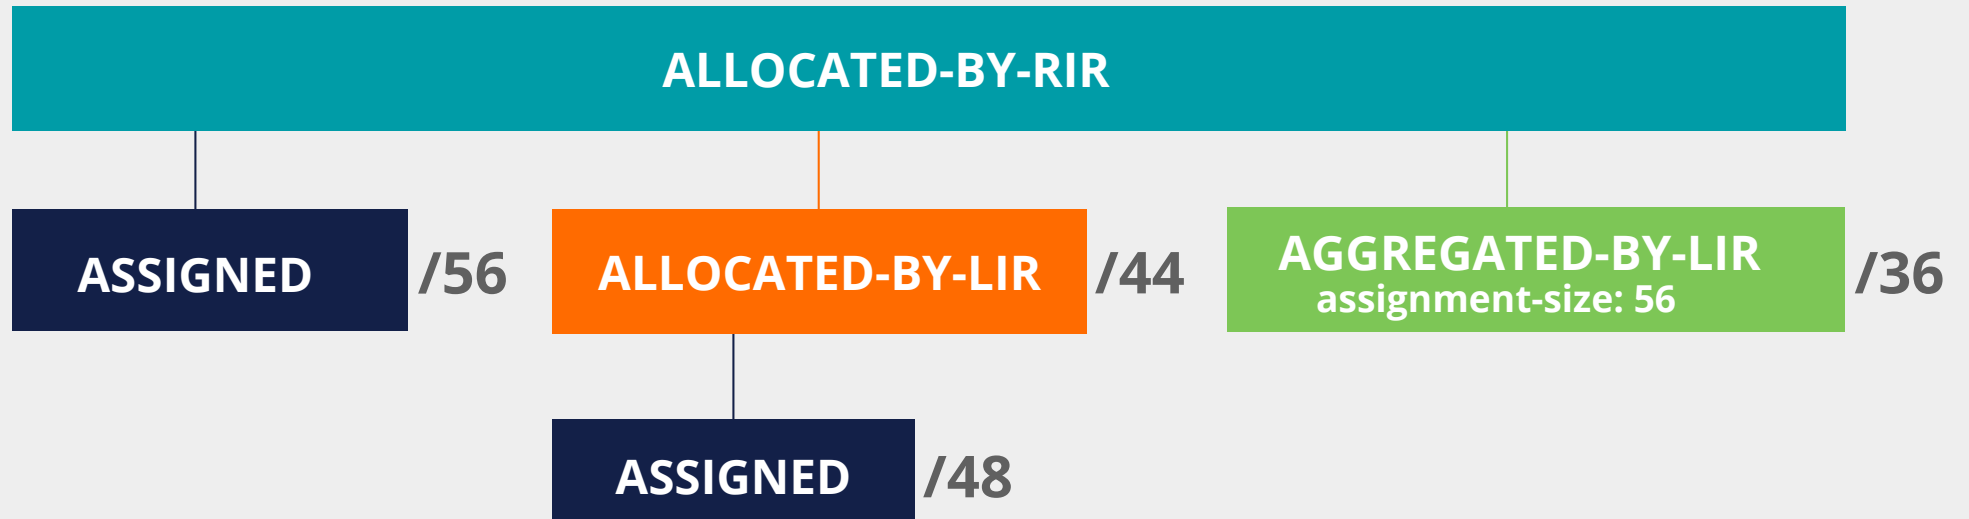 ALLOCATED-BY-RIR
ASSIGNED /56
ALLOCATED-BY-LIR /44
AGGREGATED-BY-LIR
assignment-size: 56
/36
ASSIGNED /48